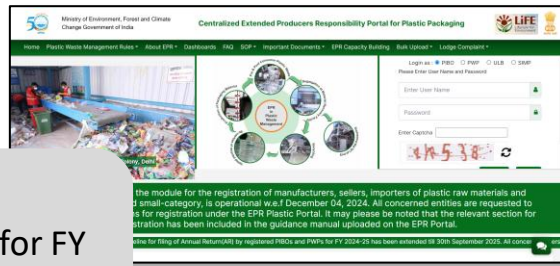 Ministry of Environment, Forest and Climate
Change Government of India
Centralized Extended Producers Responsibility Portal for Plastic Packaging
LiFE
Home Plastic Waste Management Rules About EPR Dashboards FAQ SOP Important Documents EPR Capacity Building Bulk Upload Lodge Complaint
Login as : PIBO PWP ULB SIMP
Please Enter User Name and Password
Enter User Name
Password
Enter Captcha
EPR
in
Plastic
Waste
Management
Delhi
the module for the registration of manufacturers, sellers, importers of plastic raw materials and
small-category, is operational w.e.f December 04, 2024. All concerned entities are requested to
for registration under the EPR Plastic Portal. It may please be noted that the relevant section for
has been included in the guidance manual uploaded on the EPR Portal.
for filing of Annual Return(AR) by registered PIBOs and PWPs for FY 2024-25 has been extended till 30th September 2025. All
for FY